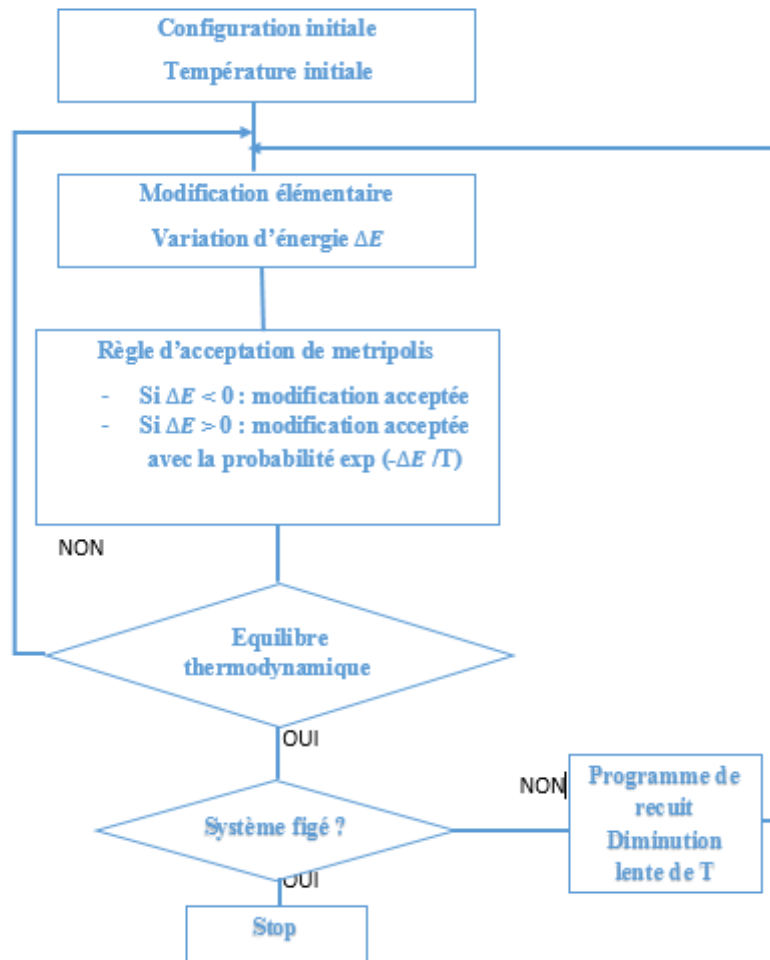 Configuration initiale
Température initiale
Modification élémentaire
Variation d'énergie ΔE
Règle d'acceptation de metripolis
- Si ΔE < 0 : modification acceptée
- Si ΔE > 0 : modification acceptée
avec la probabilité exp (-ΔE /T)
NON
Equilibre
thermodynamique
OUI
Système figé ?
NON
Programme de
recuit
Diminution
lente de T
OUI
Stop